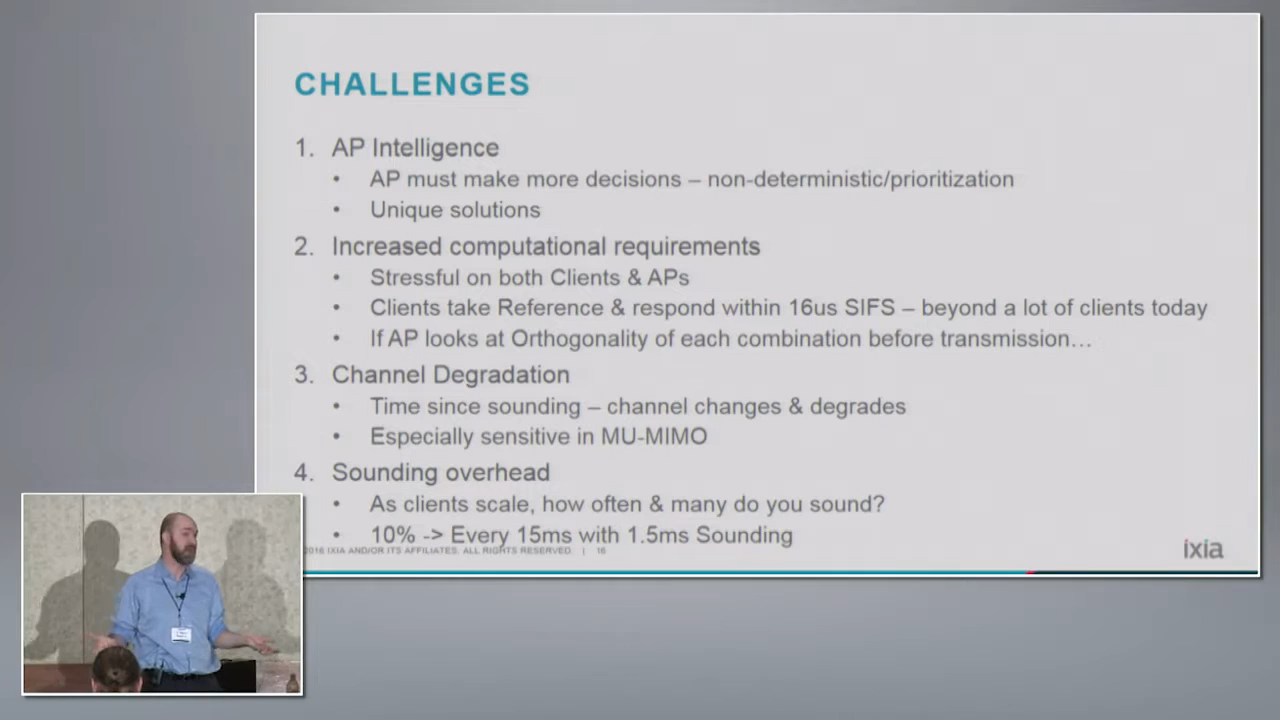 CHALLENGES
1. AP Intelligence
• AP must make more decisions – non-deterministic/prioritization
• Unique solutions
2. Increased computational requirements
• Stressful on both Clients & APs
• Clients take Reference & respond within 16us SIFS – beyond a lot of clients today
• If AP looks at Orthogonality of each combination before transmission…
3. Channel Degradation
• Time since sounding – channel changes & degrades
• Especially sensitive in MU-MIMO
4. Sounding overhead
• As clients scale, how often & many do you sound?
• 10% -> Every 15ms with 1.5ms Sounding
2016 IXIA AND/OR ITS AFFILIATES. ALL RIGHTS RESERVED. | 16
ixia